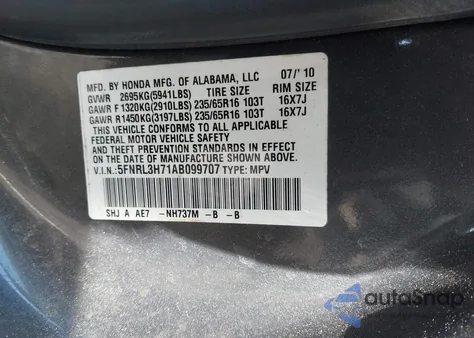 MFD. BY HONDA MFG. OF ALABAMA, LLC 07/'10
GVWR 2695KG(5941LBS) TIRE SIZE RIM SIZE
GAWR F 1320KG(2910LBS) 235/65R16 103T 16X7J
GAWR R1450KG(3197LBS) 235/65R16 103T 16X7J
THIS VEHICLE CONFORMS TO ALL APPLICABLE
FEDERAL MOTOR VEHICLE SAFETY
AND THEFT PREVENTION STANDARDS IN EFFECT
ON THE DATE OF MANUFACTURE SHOWN ABOVE.
V.I.N.: 5FNRL3H71AB099707 TYPE: MPV
SHJ A AE7 -NH737M -B -B
autoSnap